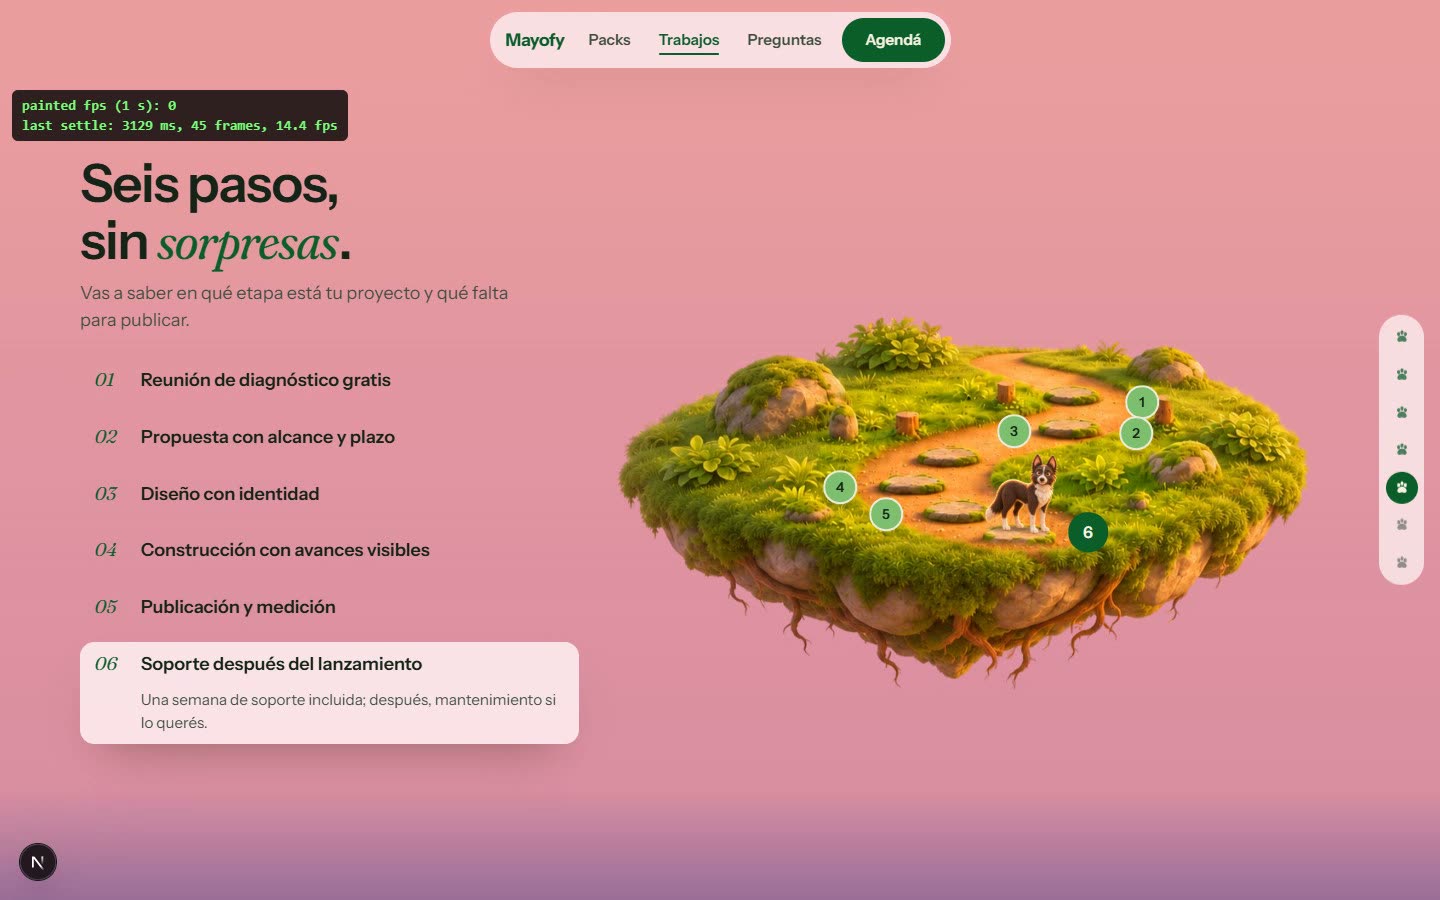 Mayofy Packs Trabajos Preguntas Agendá
painted fps (1 s): 0
last settle: 3129 ms, 45 frames, 14.4 fps
Seis pasos,
sin sorpresas.
Vas a saber en qué etapa está tu proyecto y qué falta
para publicar.
01 Reunión de diagnóstico gratis
02 Propuesta con alcance y plazo
03 Diseño con identidad
04 Construcción con avances visibles
05 Publicación y medición
06 Soporte después del lanzamiento
Una semana de soporte incluida; después, mantenimiento si
lo querés.
1
2
3
4
5
6
N